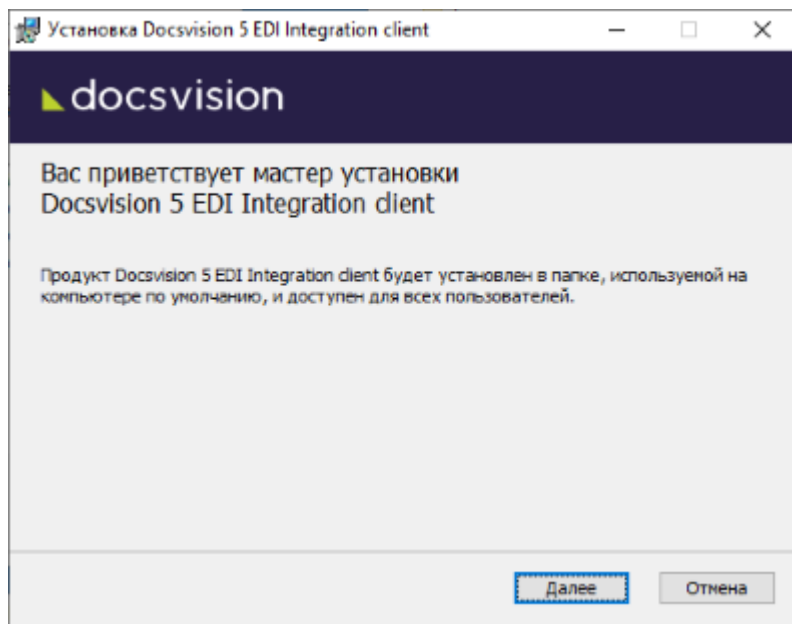 Установка Docsvision 5 EDI Integration client
docsvision
Вас приветствует мастер установки
Docsvision 5 EDI Integration client
Продукт Docsvision 5 EDI Integration client будет установлен в папке, используемой на
компьютере по умолчанию, и доступен для всех пользователей.
Далее
Отмена